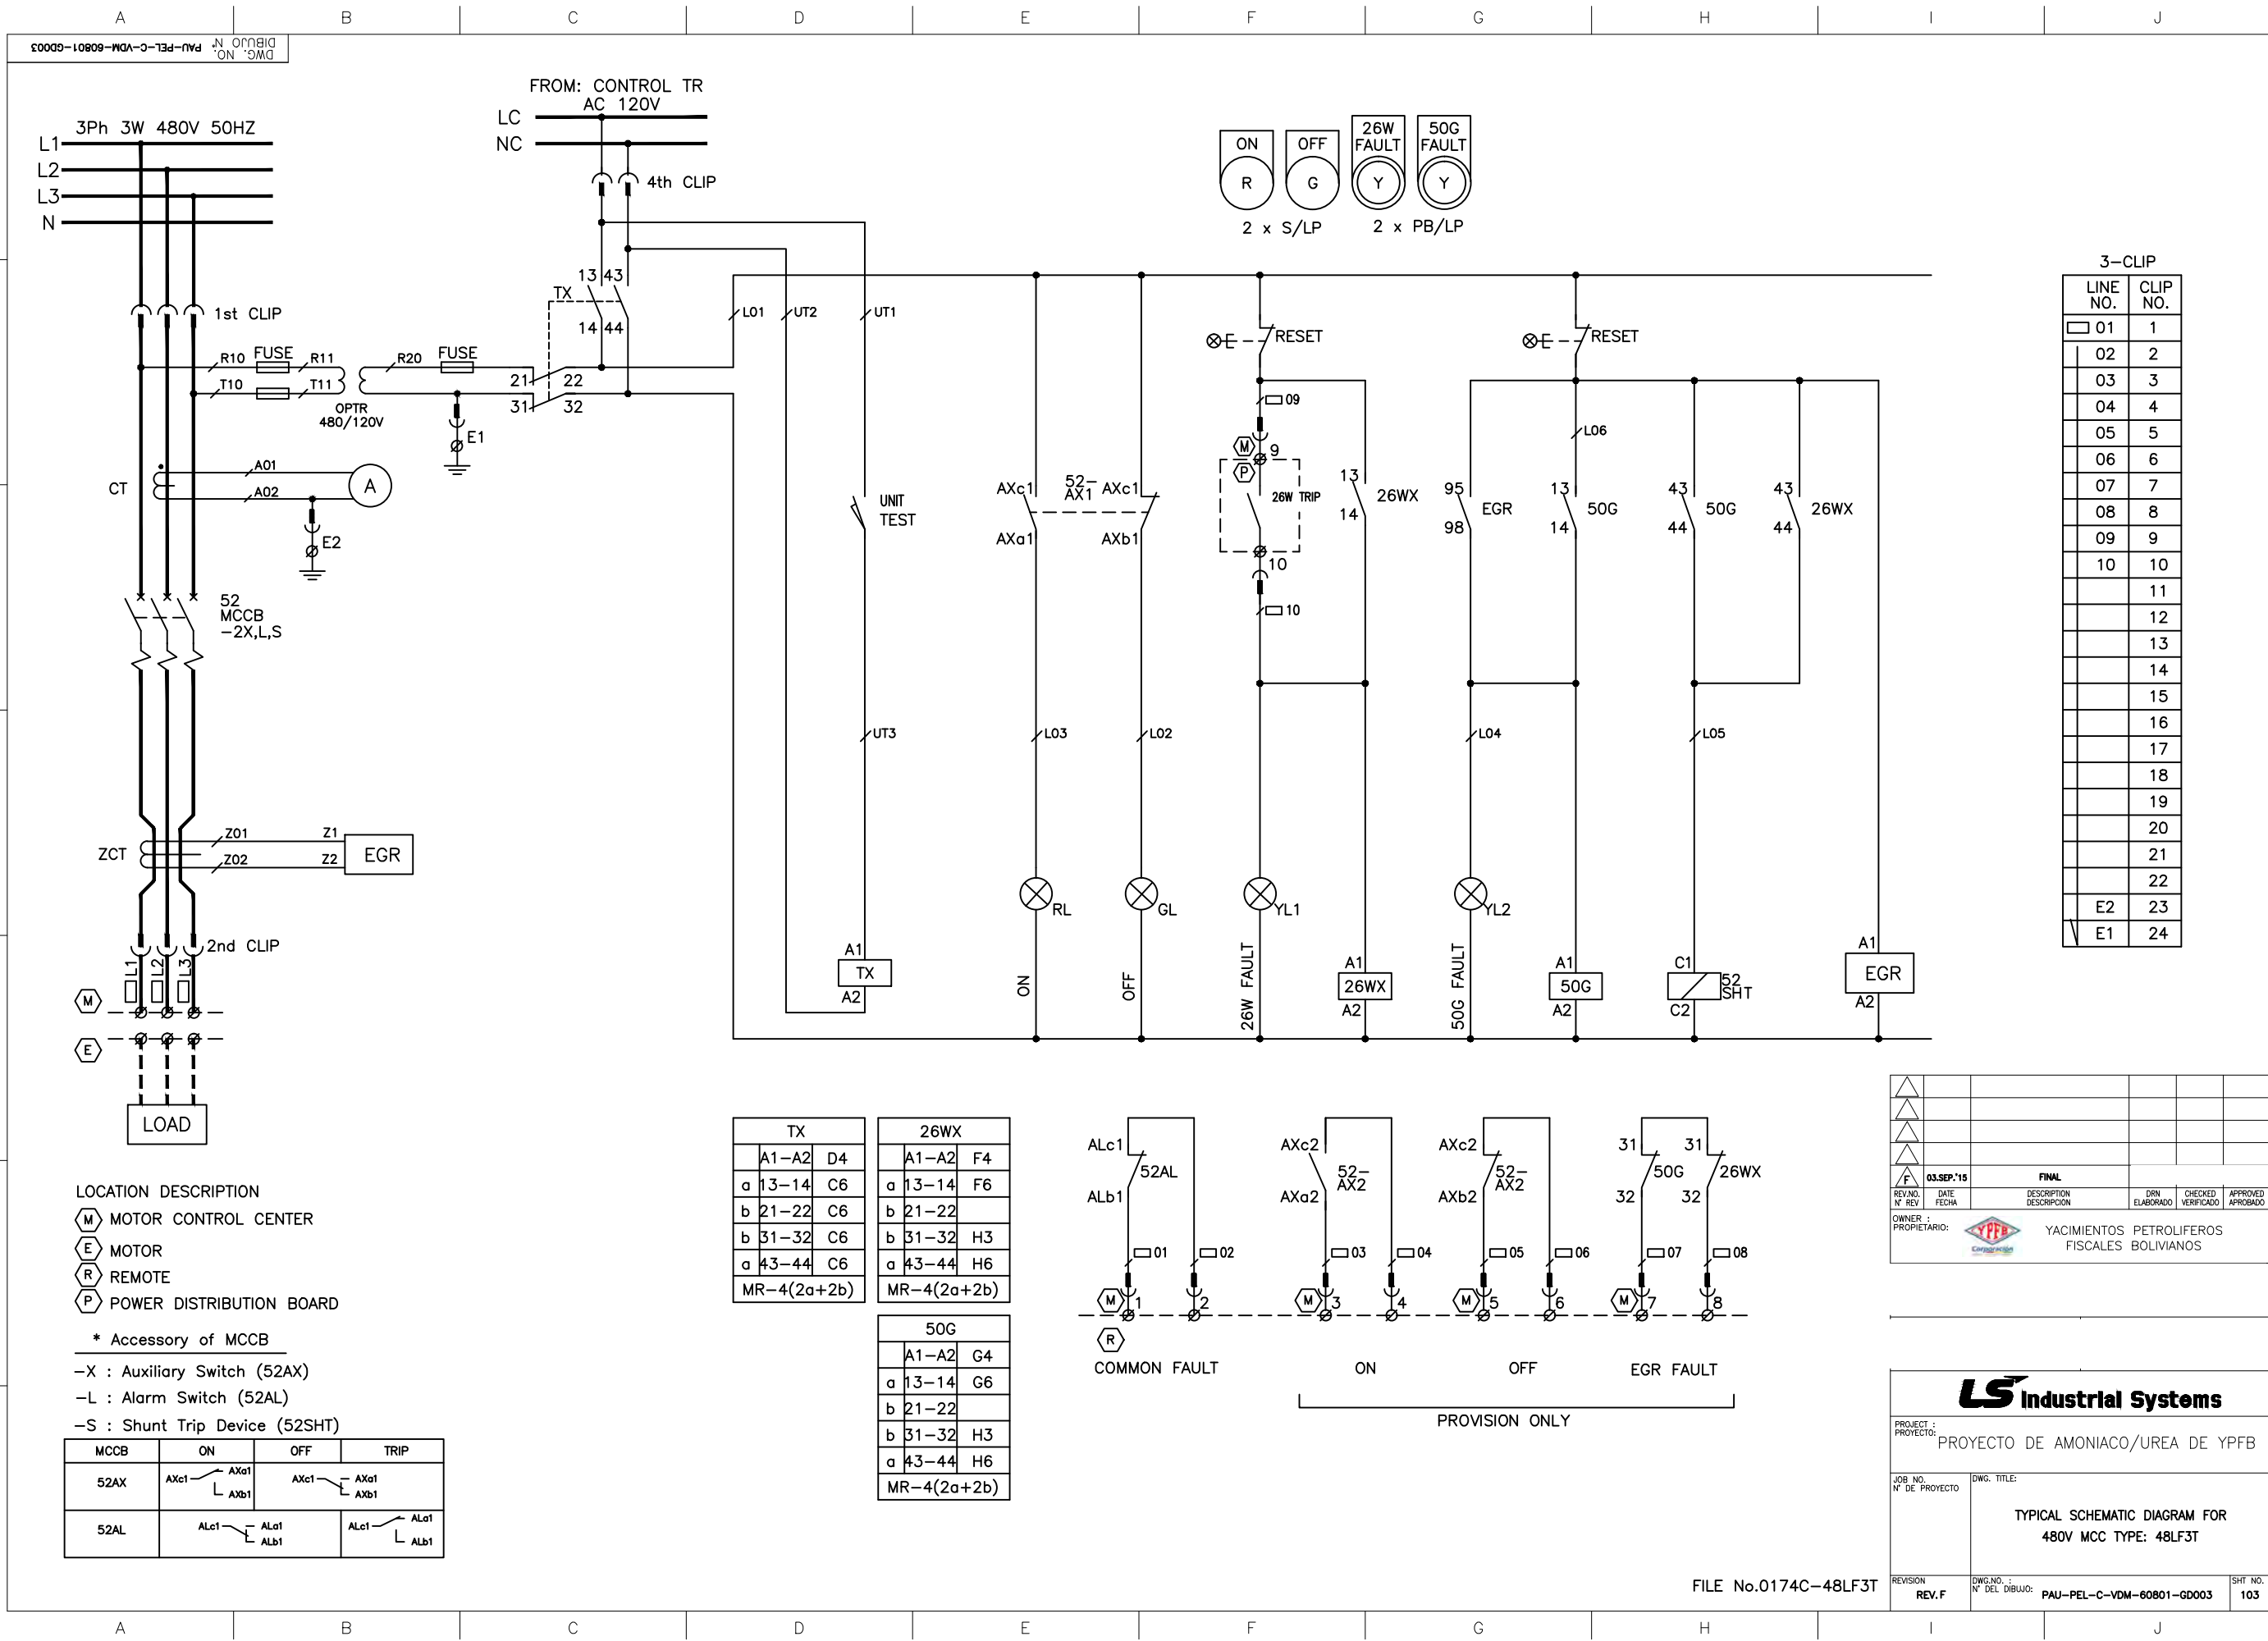 A B C D E F G H I J
DWG. NO. DIBUJO N° PAU-PEL-C-VDM-60801-GD003
FROM: CONTROL TR
AC 120V
LC
NC
4th CLIP
3Ph 3W 480V 50HZ
L1
L2
L3
N
1st CLIP
R10 FUSE R11 R20 FUSE
T10 T11
OPTR
480/120V
E1
TX 13 43
14 44
21 22
31 32
CT A01 A
A02
E2
52
MCCB
-2X,L,S
ZCT Z01 Z1 EGR
Z02 Z2
2nd CLIP
L1 L2 L3
M
E
LOAD
ON OFF 26W FAULT 50G FAULT
R G Y Y
2 x S/LP 2 x PB/LP
L01 UT2 UT1
RESET RESET
09
M 9
P
26W TRIP
10
10
L06
UNIT
TEST
AXc1 52-AX1 AXc1
AXa1 AXb1
13 26WX
14
95 EGR
98
13 50G
14
43 50G
44
43 26WX
44
UT3 L03 L02 L04 L05
RL GL YL1 YL2
ON OFF 26W FAULT 50G FAULT
A1 TX A2
A1 26WX A2
A1 50G A2
C1 52 SHT C2
A1 EGR A2
3-CLIP
LINE NO. CLIP NO.
01 1
02 2
03 3
04 4
05 5
06 6
07 7
08 8
09 9
10 10
11
12
13
14
15
16
17
18
19
20
21
22
E2 23
E1 24
TX
A1-A2 D4
a 13-14 C6
b 21-22 C6
b 31-32 C6
a 43-44 C6
MR-4(2a+2b)
26WX
A1-A2 F4
a 13-14 F6
b 21-22
b 31-32 H3
a 43-44 H6
MR-4(2a+2b)
50G
A1-A2 G4
a 13-14 G6
b 21-22
b 31-32 H3
a 43-44 H6
MR-4(2a+2b)
ALc1 52AL ALb1
AXc2 52-AX2 AXa2
AXc2 52-AX2 AXb2
31 50G 32
31 26WX 32
01 02 03 04 05 06 07 08
M 1 2 M 3 4 M 5 6 M 7 8
R
COMMON FAULT ON OFF EGR FAULT
PROVISION ONLY
LOCATION DESCRIPTION
M MOTOR CONTROL CENTER
E MOTOR
R REMOTE
P POWER DISTRIBUTION BOARD
* Accessory of MCCB
-X : Auxiliary Switch (52AX)
-L : Alarm Switch (52AL)
-S : Shunt Trip Device (52SHT)
MCCB ON OFF TRIP
52AX AXc1 AXa1 AXb1 AXc1 AXa1 AXb1
52AL ALc1 ALa1 ALb1 ALc1 ALa1 ALb1
FILE No.0174C-48LF3T
F 03.SEP.'15 FINAL
REV.NO. DATE DESCRIPTION DRN CHECKED APPROVED
N° REV FECHA DESCRIPCION ELABORADO VERIFICADO APROBADO
OWNER :
PROPIETARIO:
YPFB
Corporación
YACIMIENTOS PETROLIFEROS
FISCALES BOLIVIANOS
LS Industrial Systems
PROJECT :
PROYECTO:
PROYECTO DE AMONIACO/UREA DE YPFB
JOB NO.
N° DE PROYECTO
DWG. TITLE:
TYPICAL SCHEMATIC DIAGRAM FOR
480V MCC TYPE: 48LF3T
REVISION
REV.F
DWG.NO. :
N° DEL DIBUJO: PAU-PEL-C-VDM-60801-GD003
SHT NO.
103
A B C D E F G H I J